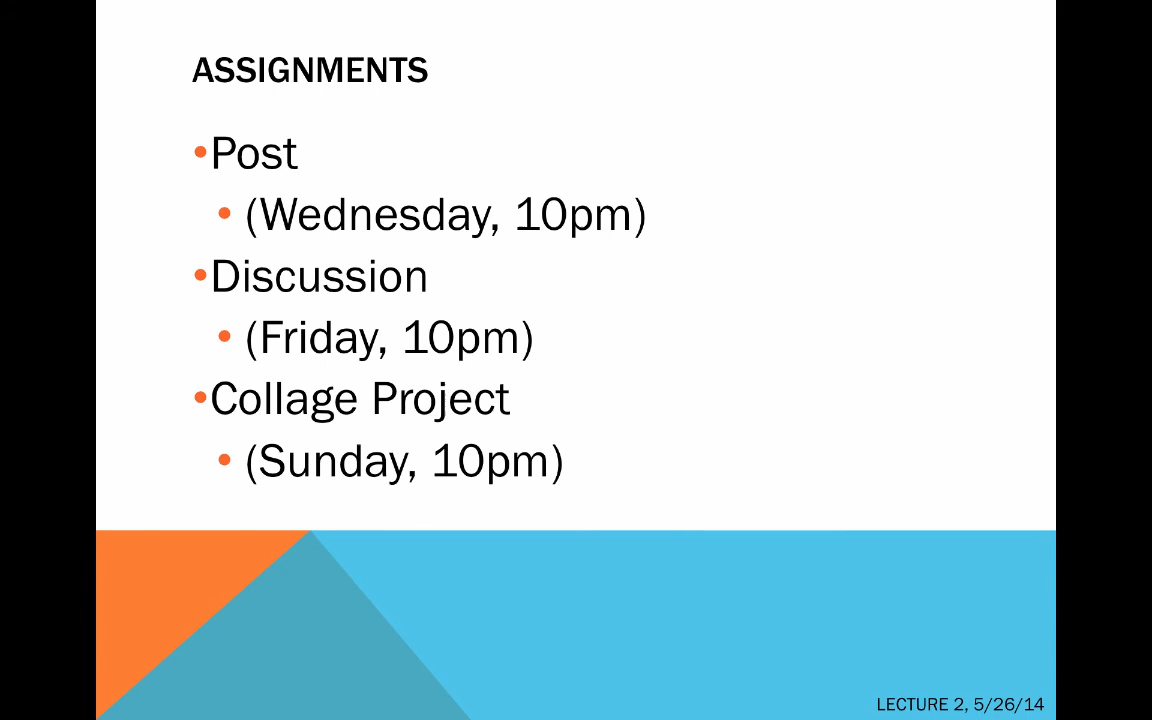 ASSIGNMENTS
•Post
• (Wednesday, 10pm)
•Discussion
• (Friday, 10pm)
•Collage Project
• (Sunday, 10pm)
LECTURE 2, 5/26/14